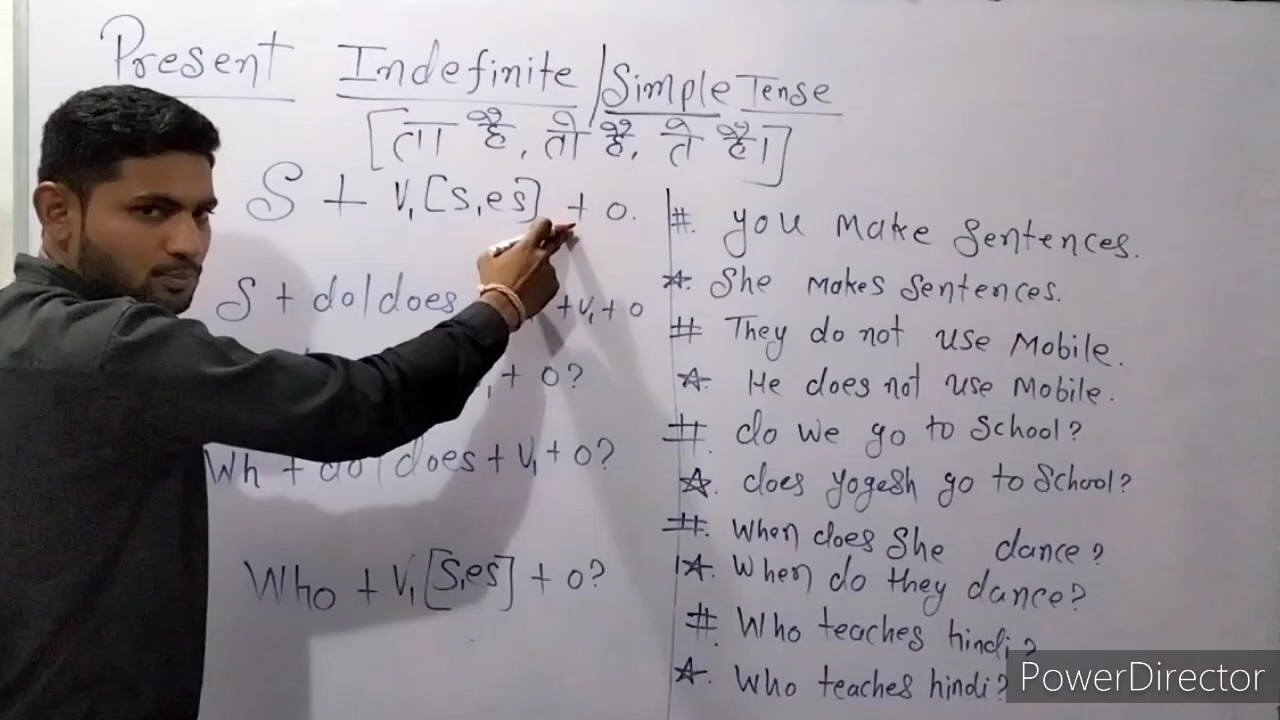 Present Indefinite / Simple Tense
[ता है, ती है, ते है।]
S + V₁[s,es] + o.
S + do/does + V₁ + o
+ o?
Wh + do/does + V₁ + o?
Who + V₁[s,es] + o?
#. you make sentences.
☆. She makes sentences.
# They do not use Mobile.
☆. He does not use Mobile.
# do we go to School?
☆. does yogesh go to School?
#. When does She dance?
☆. When do they dance?
#. Who teaches hindi?
☆. Who teaches hindi?
PowerDirector